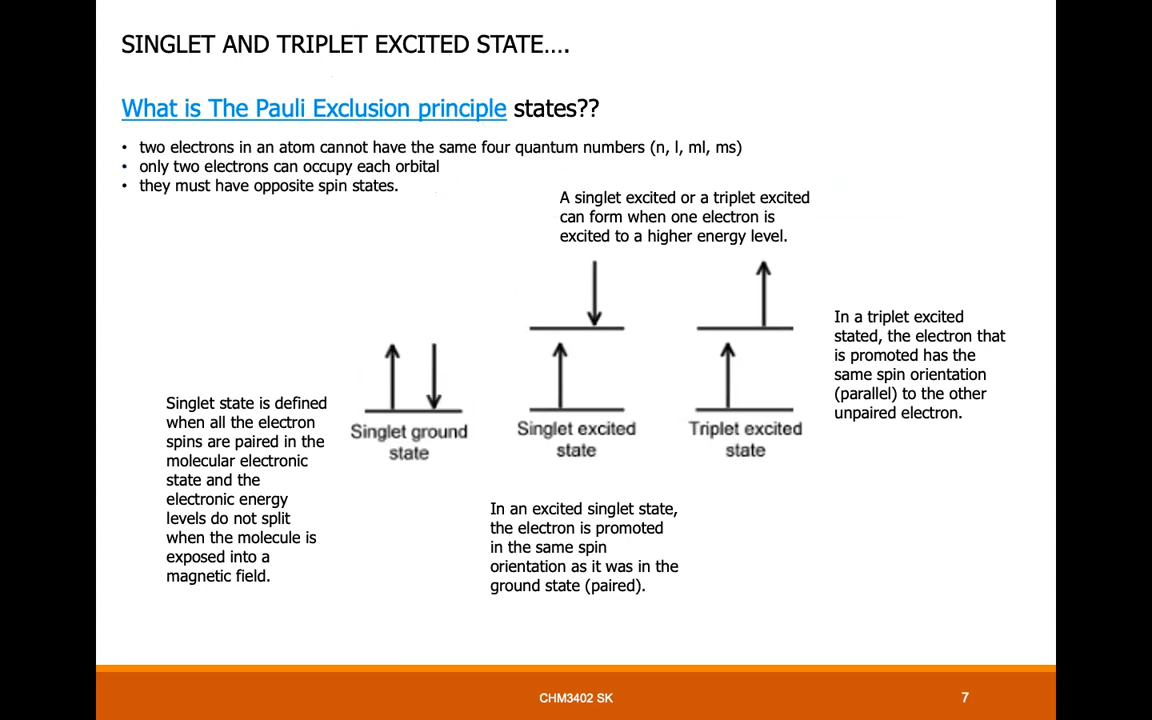 SINGLET AND TRIPLET EXCITED STATE....
What is The Pauli Exclusion principle states??
• two electrons in an atom cannot have the same four quantum numbers (n, l, ml, ms)
• only two electrons can occupy each orbital
• they must have opposite spin states.
A singlet excited or a triplet excited
can form when one electron is
excited to a higher energy level.
In a triplet excited
stated, the electron that
is promoted has the
same spin orientation
(parallel) to the other
unpaired electron.
Singlet state is defined
when all the electron
spins are paired in the
molecular electronic
state and the
electronic energy
levels do not split
when the molecule is
exposed into a
magnetic field.
Singlet ground
state
Singlet excited
state
Triplet excited
state
In an excited singlet state,
the electron is promoted
in the same spin
orientation as it was in the
ground state (paired).
CHM3402 SK
7